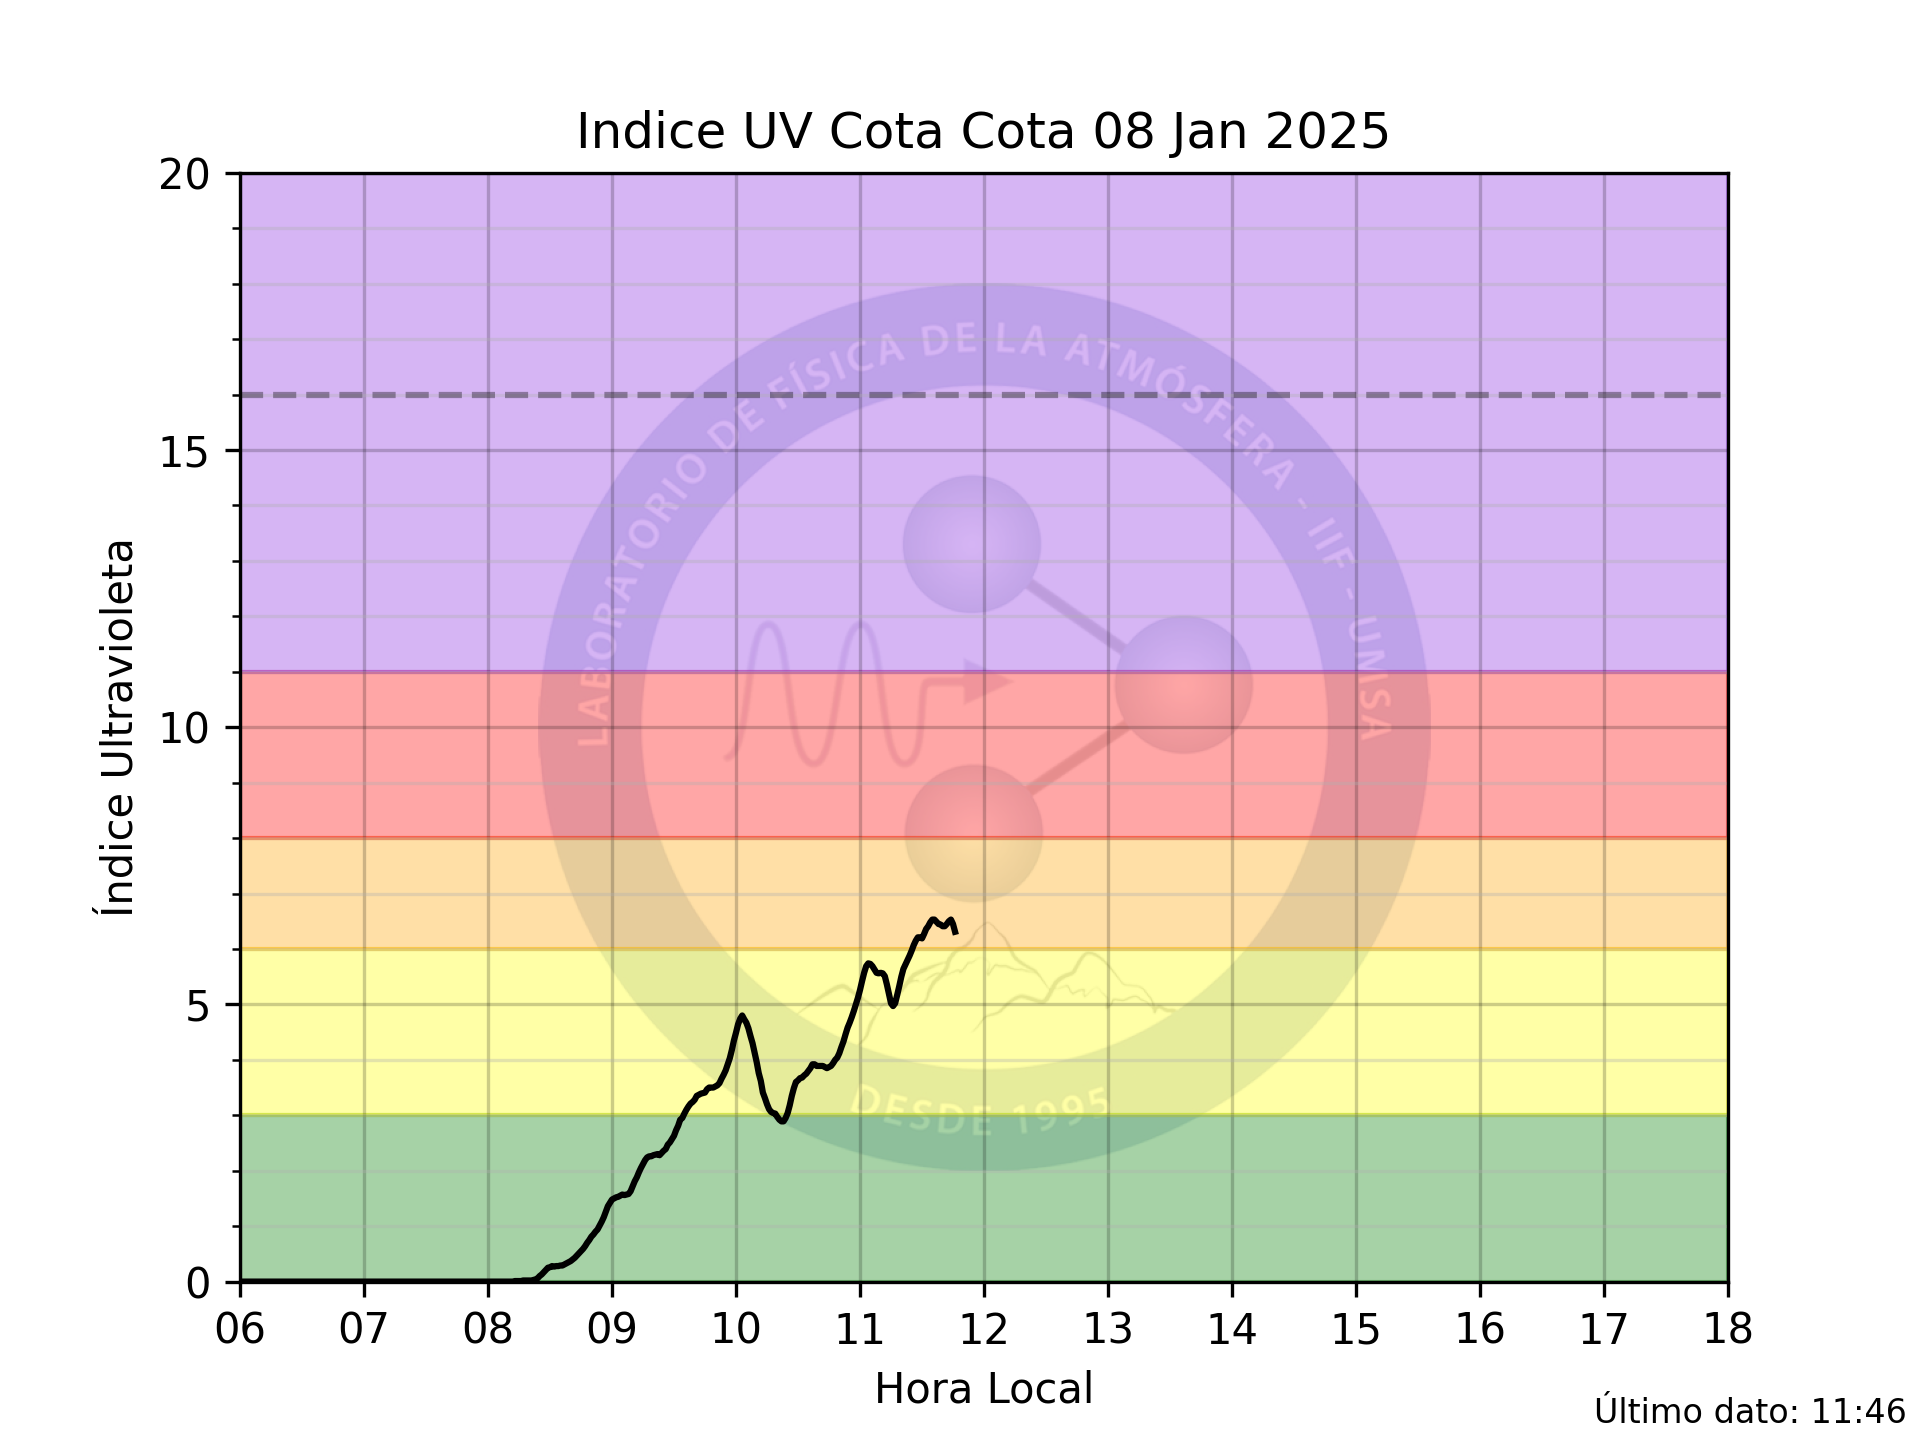 Indice UV Cota Cota 08 Jan 2025
20
15
10
5
0
Índice Ultravioleta
LABORATORIO DE FÍSICA DE LA ATMÓSFERA - IIF - UMSA
DESDE 1995
06 07 08 09 10 11 12 13 14 15 16 17 18
Hora Local
Último dato: 11:46